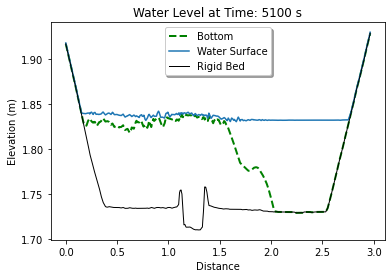 Water Level at Time: 5100 s
Bottom
Water Surface
Rigid Bed
Elevation (m)
1.90
1.85
1.80
1.75
1.70
0.0 0.5 1.0 1.5 2.0 2.5 3.0
Distance